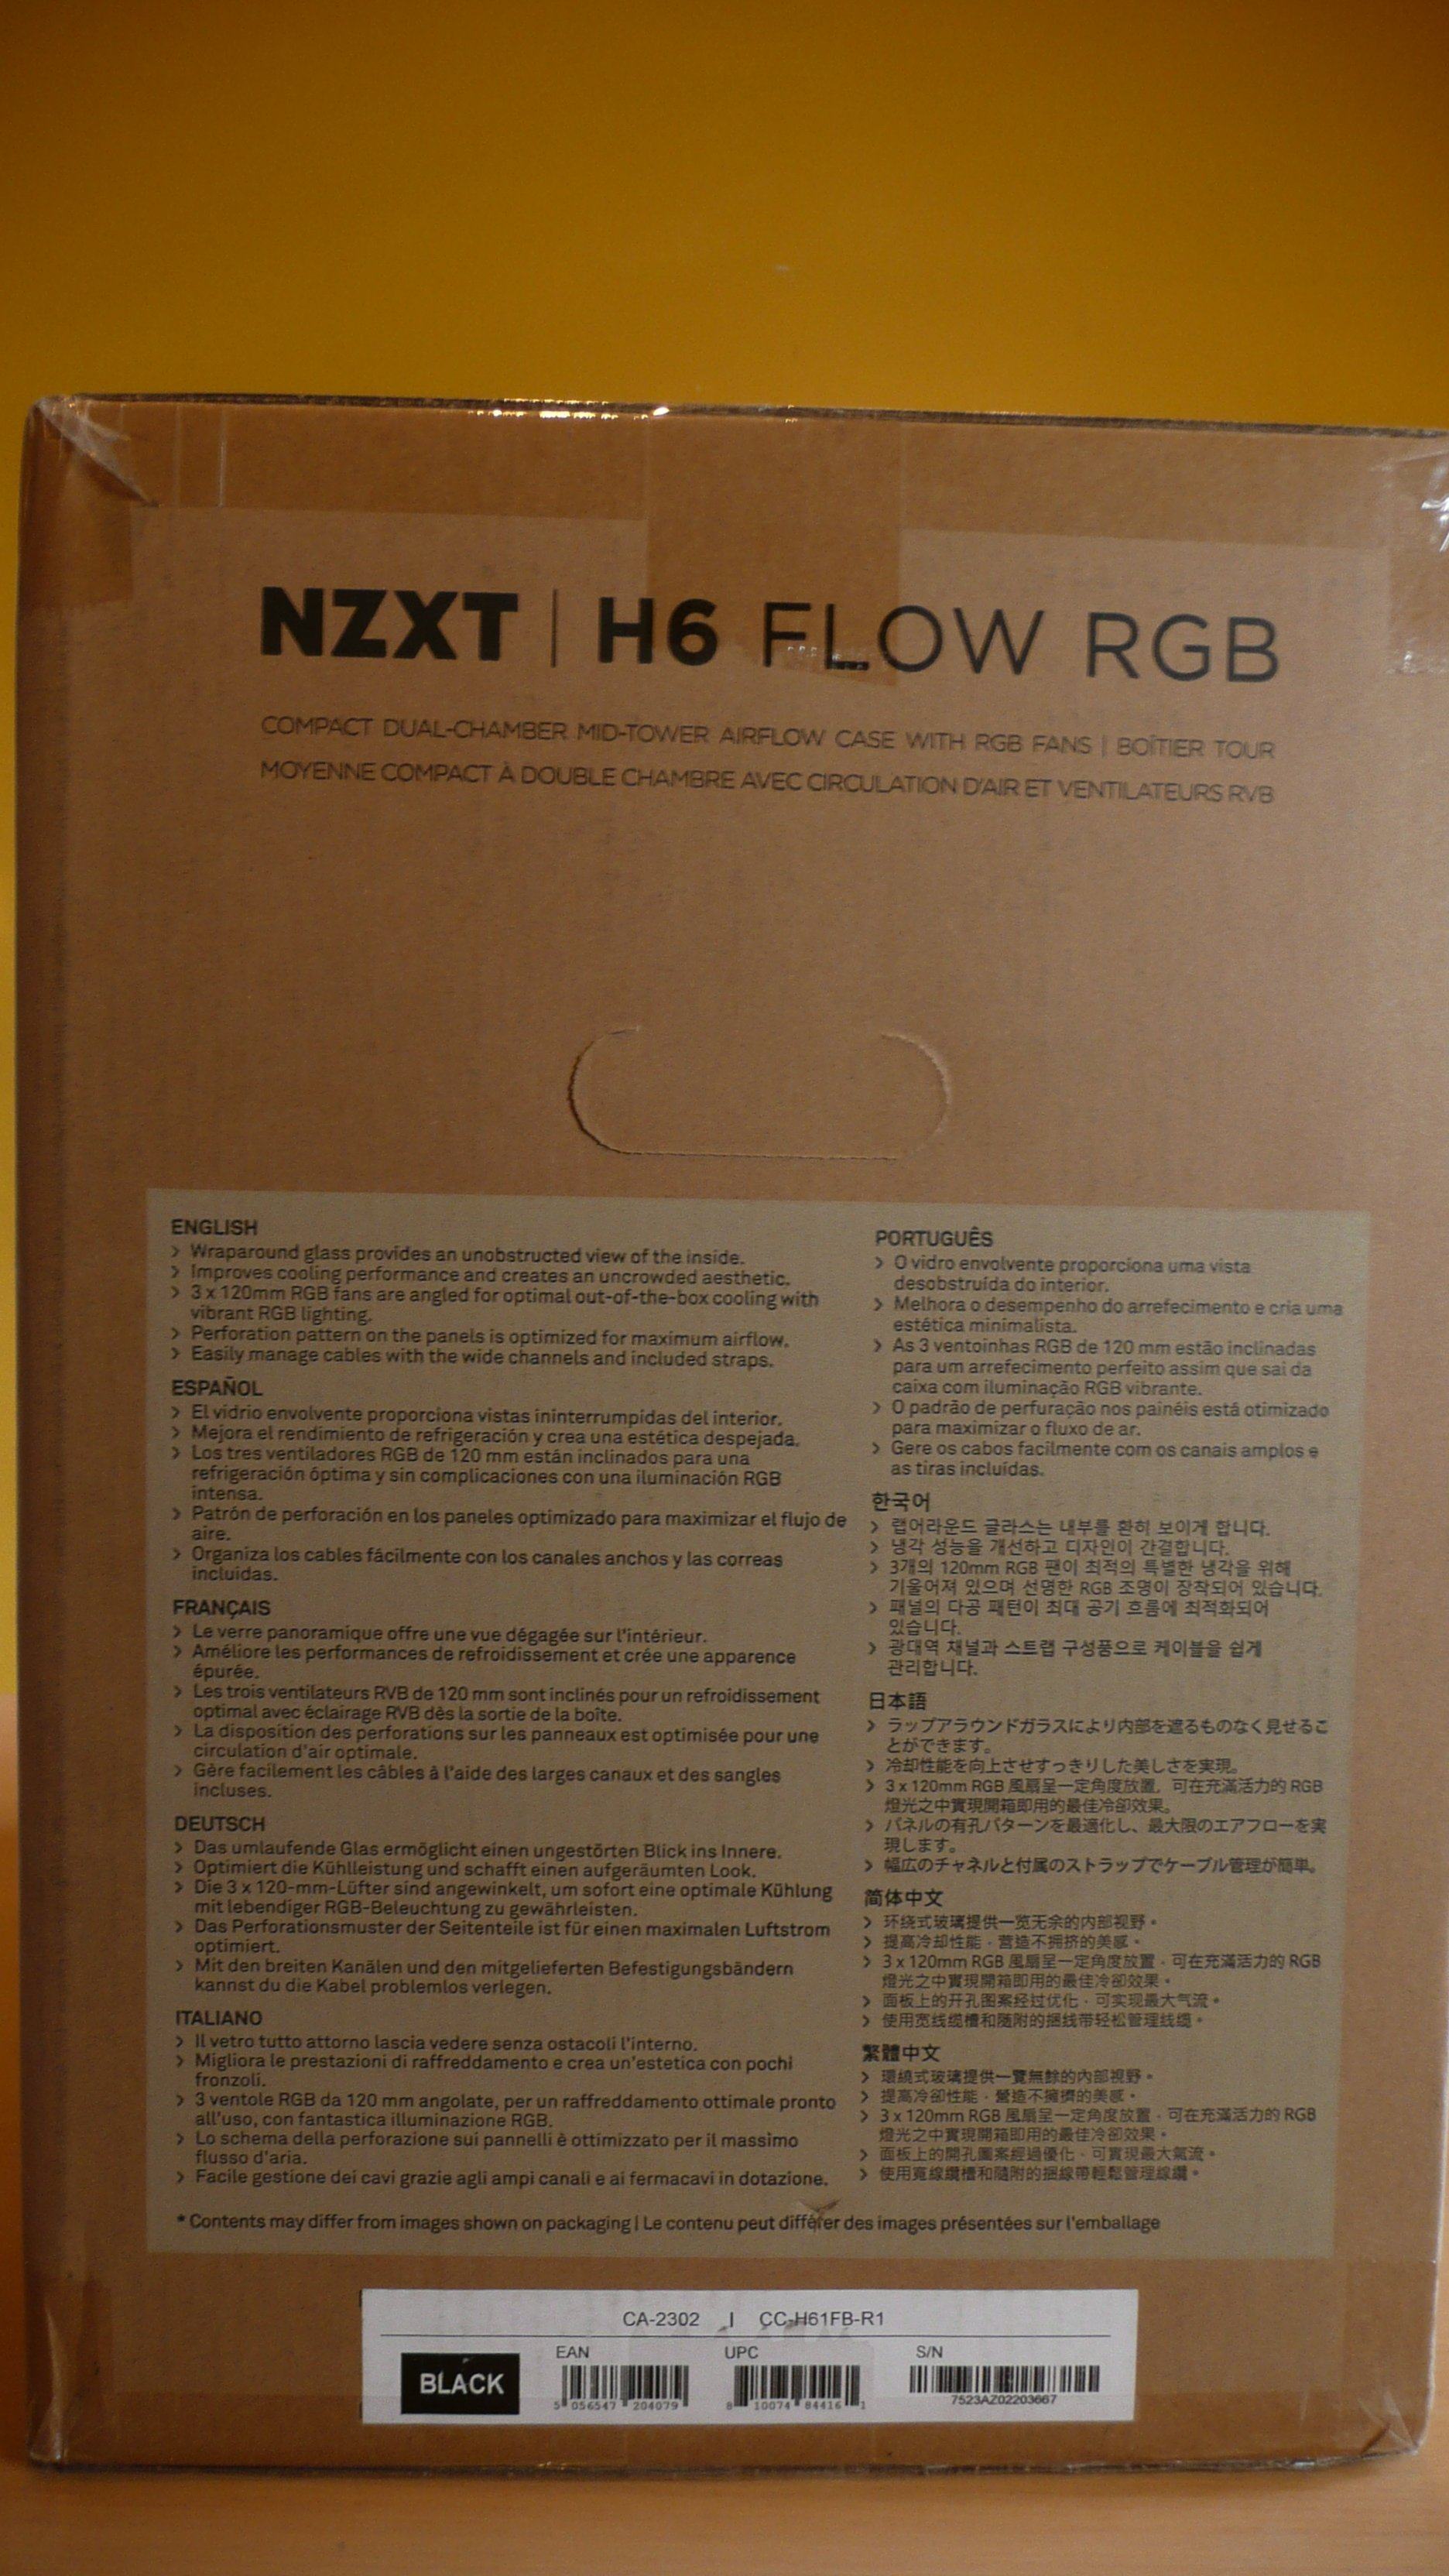 NZXT | H6 FLOW RGB
COMPACT DUAL-CHAMBER MID-TOWER AIRFLOW CASE WITH RGB FANS | BOÎTIER TOUR
MOYENNE COMPACT À DOUBLE CHAMBRE AVEC CIRCULATION D'AIR ET VENTILATEURS RVB
ENGLISH
> Wraparound glass provides an unobstructed view of the inside.
> Improves cooling performance and creates an uncrowded aesthetic.
> 3 x 120mm RGB fans are angled for optimal out-of-the-box cooling with
vibrant RGB lighting.
> Perforation pattern on the panels is optimized for maximum airflow.
> Easily manage cables with the wide channels and included straps.
ESPAÑOL
> El vidrio envolvente proporciona vistas ininterrumpidas del interior.
> Mejora el rendimiento de refrigeración y crea una estética despejada.
> Los tres ventiladores RGB de 120 mm están inclinados para una
refrigeración óptima y sin complicaciones con una iluminación RGB
intensa.
> Patrón de perforación en los paneles optimizado para maximizar el flujo de
aire.
> Organiza los cables fácilmente con los canales anchos y las correas
incluidas.
FRANÇAIS
> Le verre panoramique offre une vue dégagée sur l'intérieur.
> Améliore les performances de refroidissement et crée une apparence
épurée.
> Les trois ventilateurs RVB de 120 mm sont inclinés pour un refroidissement
optimal avec éclairage RVB dès la sortie de la boîte.
> La disposition des perforations sur les panneaux est optimisée pour une
circulation d'air optimale.
> Gère facilement les câbles à l'aide des larges canaux et des sangles
incluses.
DEUTSCH
> Das umlaufende Glas ermöglicht einen ungestörten Blick ins Innere.
> Optimiert die Kühlleistung und schafft einen aufgeräumten Look.
> Die 3 x 120-mm-Lüfter sind angewinkelt, um sofort eine optimale Kühlung
mit lebendiger RGB-Beleuchtung zu gewährleisten.
> Das Perforationsmuster der Seitenteile ist für einen maximalen Luftstrom
optimiert.
> Mit den breiten Kanälen und den mitgelieferten Befestigungsbändern
kannst du die Kabel problemlos verlegen.
ITALIANO
> Il vetro tutto attorno lascia vedere senza ostacoli l'interno.
> Migliora le prestazioni di raffreddamento e crea un'estetica con pochi
fronzoli.
> 3 ventole RGB da 120 mm angolate, per un raffreddamento ottimale pronto
all'uso, con fantastica illuminazione RGB.
> Lo schema della perforazione sui pannelli è ottimizzato per il massimo
flusso d'aria.
> Facile gestione dei cavi grazie agli ampi canali e ai fermacavi in dotazione.
PORTUGUÊS
> O vidro envolvente proporciona uma vista
desobstruída do interior.
> Melhora o desempenho do arrefecimento e cria uma
estética minimalista.
> As 3 ventoinhas RGB de 120 mm estão inclinadas
para um arrefecimento perfeito assim que sai da
caixa com iluminação RGB vibrante.
> O padrão de perfuração nos painéis está otimizado
para maximizar o fluxo de ar.
> Gere os cabos facilmente com os canais amplos e
as tiras incluídas.
한국어
> 랩어라운드 글라스는 내부를 환히 보이게 합니다.
> 냉각 성능을 개선하고 디자인이 간결합니다.
> 3개의 120mm RGB 팬이 최적의 특별한 냉각을 위해
기울어져 있으며 선명한 RGB 조명이 장착되어 있습니다.
> 패널의 다공 패턴이 최대 공기 흐름에 최적화되어
있습니다.
> 광대역 채널과 스트랩 구성품으로 케이블을 쉽게
관리합니다.
日本語
> ラップアラウンドガラスにより内部を遮るものなく見せるこ
とができます。
> 冷却性能を向上させすっきりした美しさを実現。
> 3 x 120mm RGB 風扇呈一定角度放置，可在充滿活力的 RGB
燈光之中實現開箱即用的最佳冷卻效果。
> パネルの有孔パターンを最適化し、最大限のエアフローを実
現します。
> 幅広のチャネルと付属のストラップでケーブル管理が簡単。
简体中文
> 环绕式玻璃提供一览无余的内部视野。
> 提高冷却性能，营造不拥挤的美感。
> 3 x 120mm RGB 風扇呈一定角度放置，可在充滿活力的 RGB
燈光之中實現開箱即用的最佳冷卻效果。
> 面板上的开孔图案经过优化，可实现最大气流。
> 使用宽线缆槽和随附的捆线带轻松管理线缆。
繁體中文
> 環繞式玻璃提供一覽無餘的內部視野。
> 提高冷卻性能，營造不擁擠的美感。
> 3 x 120mm RGB 風扇呈一定角度放置，可在充滿活力的 RGB
燈光之中實現開箱即用的最佳冷卻效果。
> 面板上的開孔圖案經過優化，可實現最大氣流。
> 使用寬線纜槽和隨附的捆線帶輕鬆管理線纜。
* Contents may differ from images shown on packaging | Le contenu peut différer des images présentées sur l'emballage
CA-2302 | CC-H61FB-R1
BLACK
EAN
5 056547 204079
UPC
8 10074 84416 1
S/N
7523AZ02203667